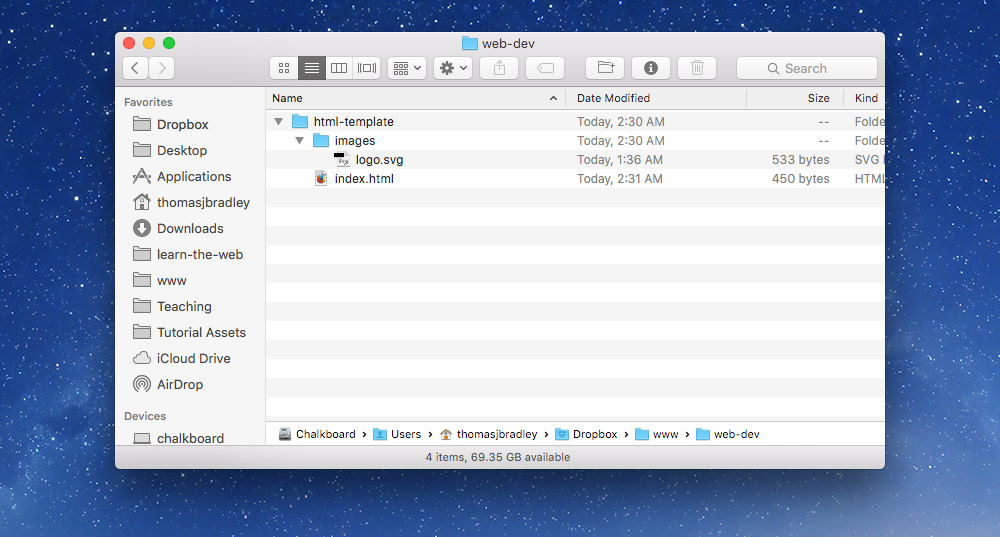 web-dev
Search
Favorites
Dropbox
Desktop
Applications
thomasjbradley
Downloads
learn-the-web
www
Teaching
Tutorial Assets
iCloud Drive
AirDrop
Devices
chalkboard
Name Date Modified Size Kind
html-template Today, 2:30 AM -- Folde
images Today, 2:30 AM -- Folde
logo.svg Today, 1:36 AM 533 bytes SVG
index.html Today, 2:31 AM 450 bytes HTML
Chalkboard › Users › thomasjbradley › Dropbox › www › web-dev
4 items, 69.35 GB available